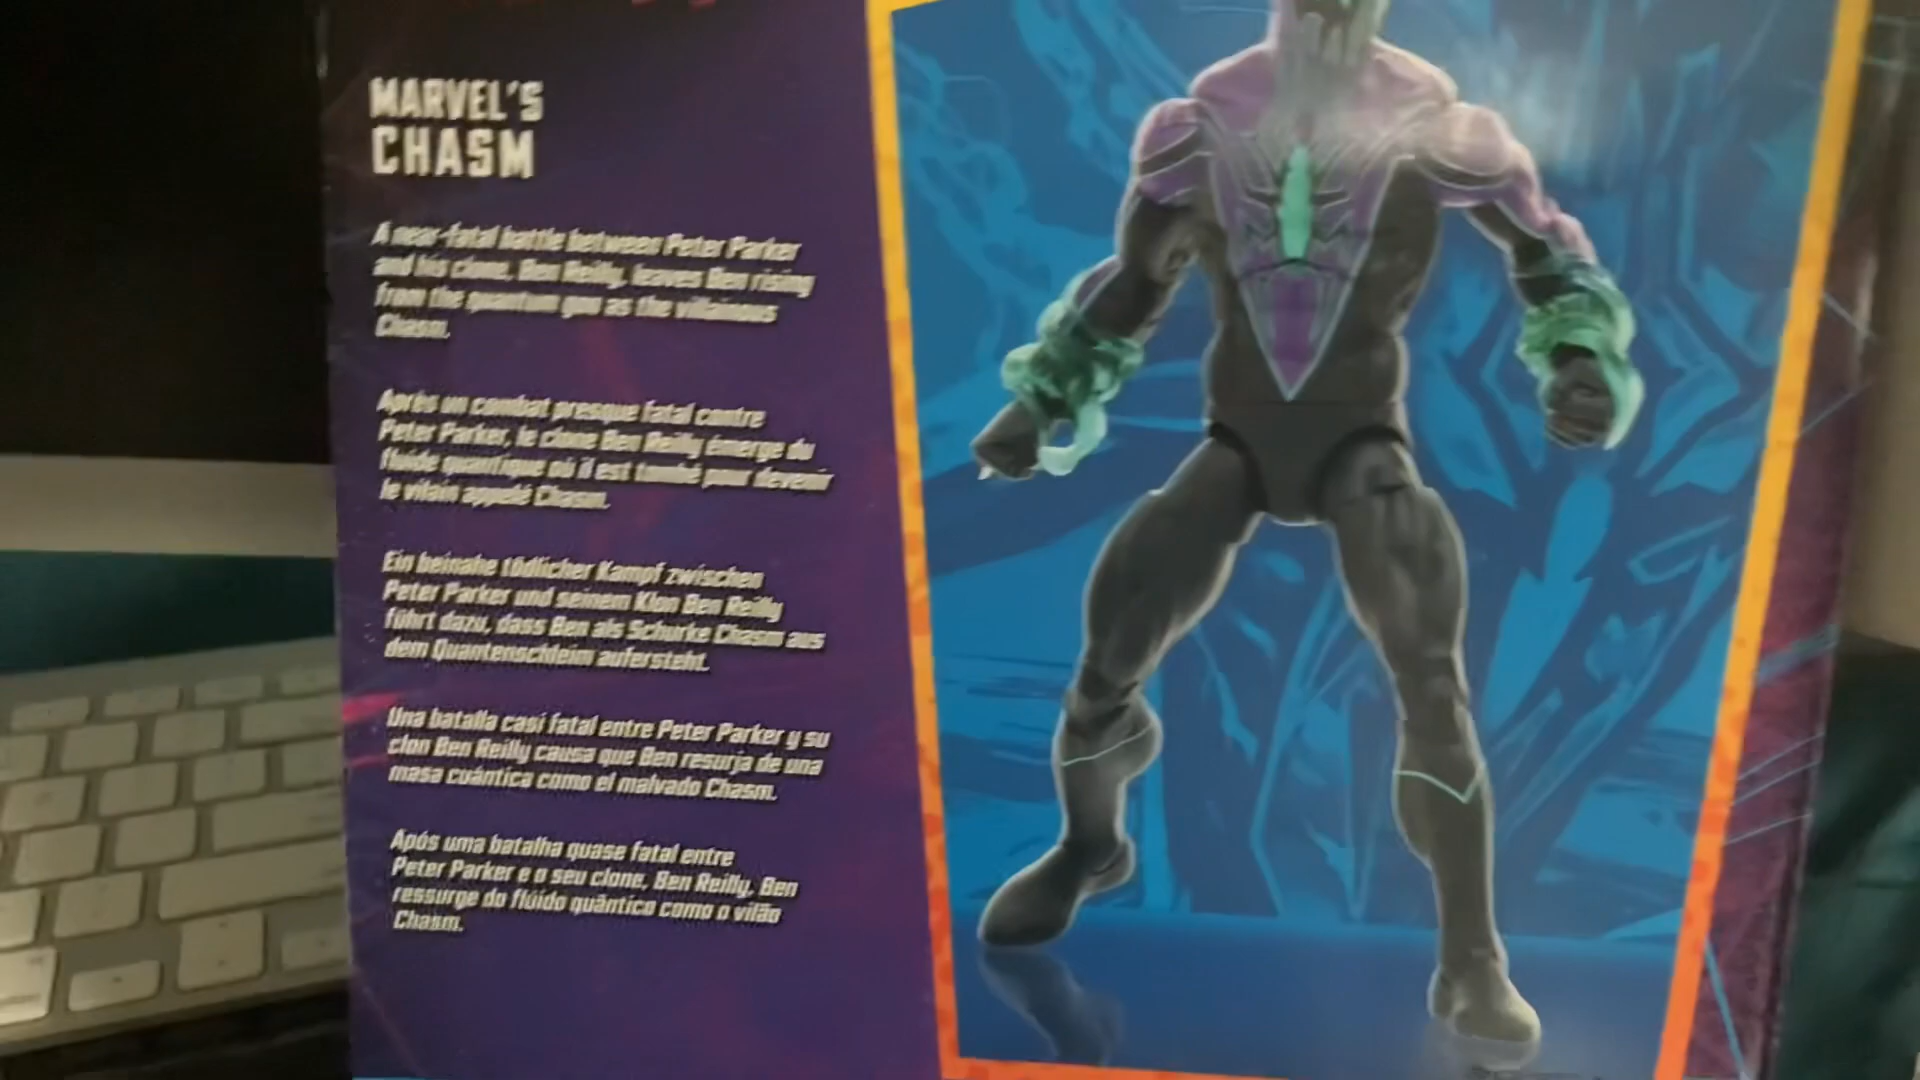 MARVEL'S
CHASM
A near-fatal battle between Peter Parker
and his clone, Ben Reilly, leaves Ben rising
from the quantum goo as the villainous
Chasm.
Après un combat presque fatal contre
Peter Parker, le clone Ben Reilly émerge du
fluide quantique où il est tombé pour devenir
le vilain appelé Chasm.
Ein beinahe tödlicher Kampf zwischen
Peter Parker und seinem Klon Ben Reilly
führt dazu, dass Ben als Schurke Chasm aus
dem Quantenschleim aufersteht.
Una batalla casi fatal entre Peter Parker y su
clon Ben Reilly causa que Ben resurja de una
masa cuántica como el malvado Chasm.
Após uma batalha quase fatal entre
Peter Parker e o seu clone, Ben Reilly, Ben
ressurge do fluído quântico como o vilão
Chasm.